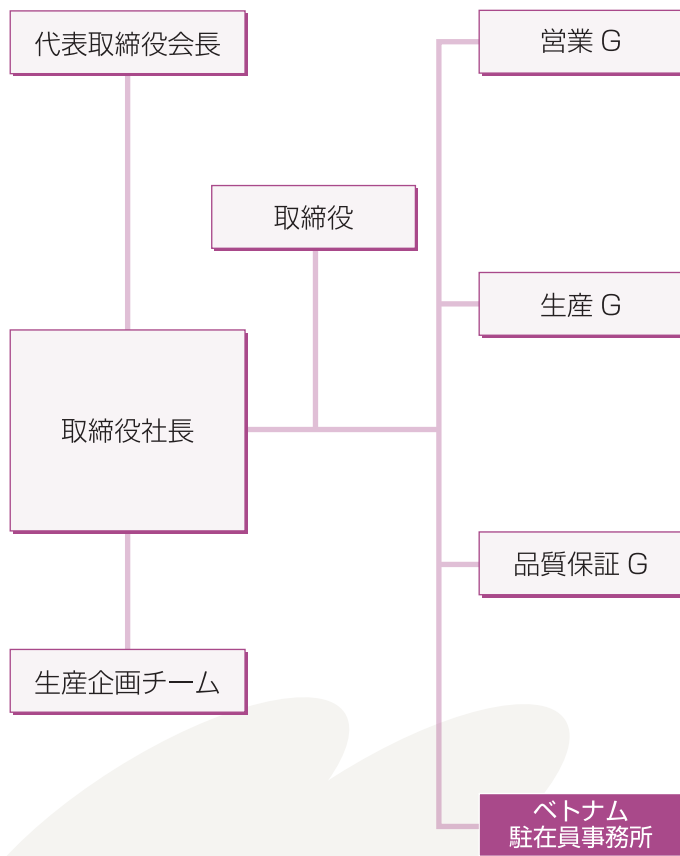 代表取締役会長
営業 G
取締役
生産 G
取締役社長
品質保証 G
生産企画チーム
ベトナム
駐在員事務所